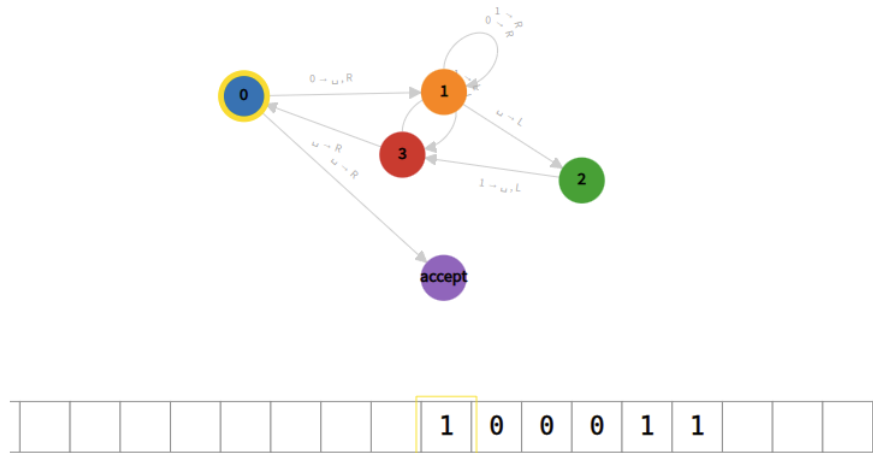 1 → R
0 → R
0 → ␣, R
0
1
␣ → L
3
␣ → R
␣ → R
2
1 → ␣, L
accept
1 0 0 0 1 1